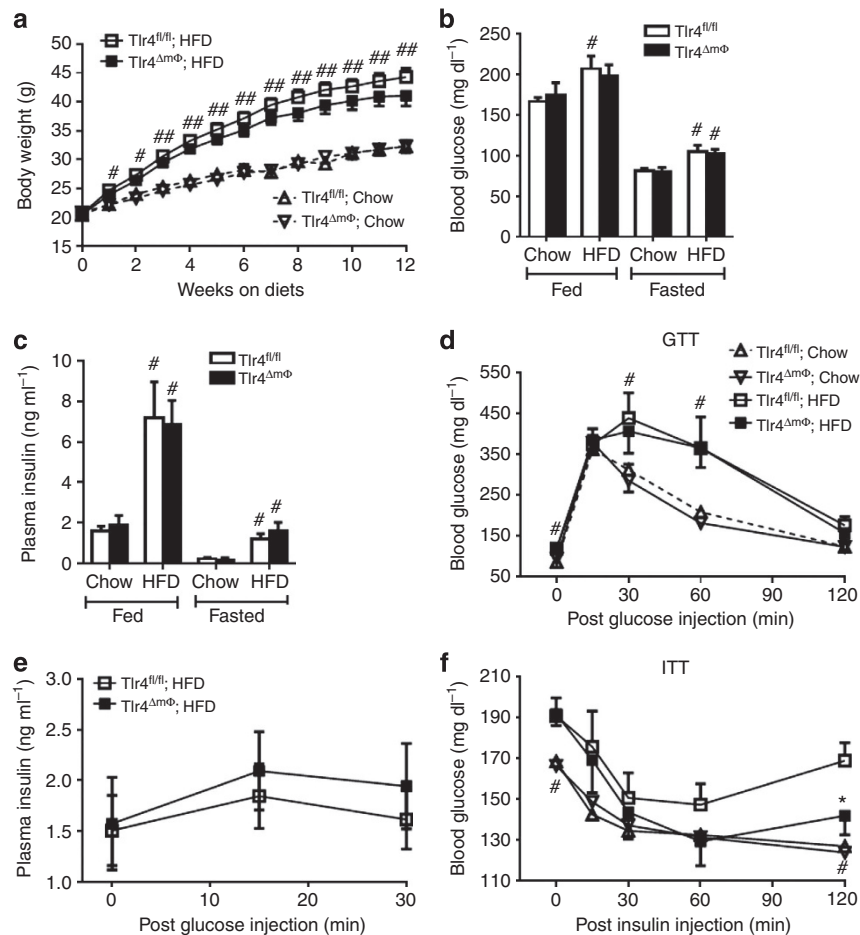 a
Tlr4fl/fl; HFD
Tlr4ΔmΦ; HFD
50
45
40
35
30
25
20
15
Body weight (g)
# # ## ## ## ## ## ## ## ## ## ##
Tlr4fl/fl; Chow
Tlr4ΔmΦ; Chow
0 2 4 6 8 10 12
Weeks on diets
b
Tlr4fl/fl
Tlr4ΔmΦ
250
200
150
100
50
0
Blood glucose (mg dl−1)
#
# #
Chow HFD Chow HFD
Fed Fasted
c
Tlr4fl/fl
Tlr4ΔmΦ
10
8
6
4
2
0
Plasma insulin (ng ml−1)
# #
# #
Chow HFD Chow HFD
Fed Fasted
d
GTT
Tlr4fl/fl; Chow
Tlr4ΔmΦ; Chow
Tlr4fl/fl; HFD
Tlr4ΔmΦ; HFD
550
450
350
250
150
50
Blood glucose (mg dl−1)
# # #
0 30 60 90 120
Post glucose injection (min)
e
Tlr4fl/fl; HFD
Tlr4ΔmΦ; HFD
3.0
2.5
2.0
1.5
1.0
Plasma insulin (ng ml−1)
0 10 20 30
Post glucose injection (min)
f
ITT
210
190
170
150
130
110
Blood glucose (mg dl−1)
#
*
#
0 30 60 90 120
Post insulin injection (min)